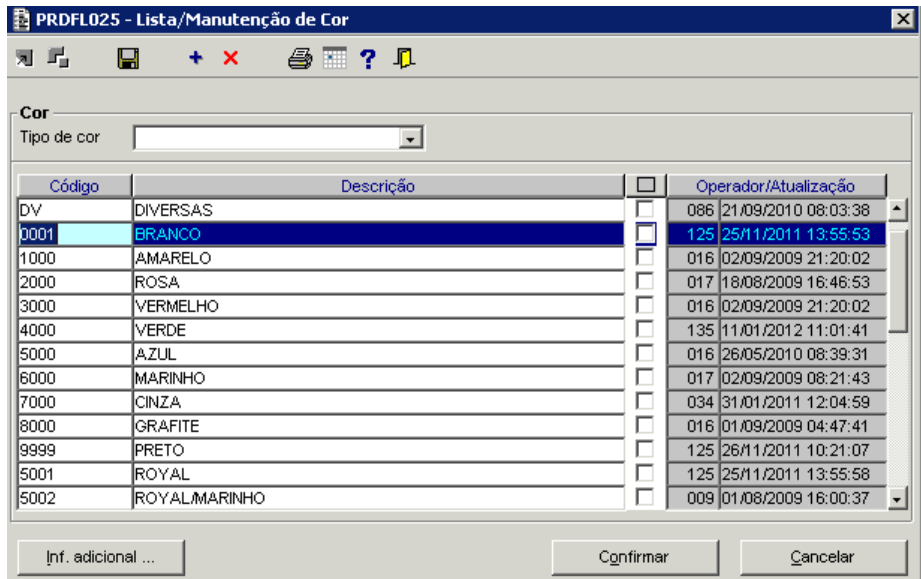 PRDFL025 - Lista/Manutenção de Cor
Cor
Tipo de cor
Código Descrição Operador/Atualização
DV DIVERSAS 086 21/09/2010 08:03:38
0001 BRANCO 125 25/11/2011 13:55:53
1000 AMARELO 016 02/09/2009 21:20:02
2000 ROSA 017 18/08/2009 16:46:53
3000 VERMELHO 016 02/09/2009 21:20:02
4000 VERDE 135 11/01/2012 11:01:41
5000 AZUL 016 26/05/2010 08:39:31
6000 MARINHO 017 02/09/2009 08:21:43
7000 CINZA 034 31/01/2011 12:04:59
8000 GRAFITE 016 01/09/2009 04:47:41
9999 PRETO 125 26/11/2011 10:21:07
5001 ROYAL 125 25/11/2011 13:55:58
5002 ROYAL/MARINHO 009 01/08/2009 16:00:37
Inf. adicional ... Confirmar Cancelar